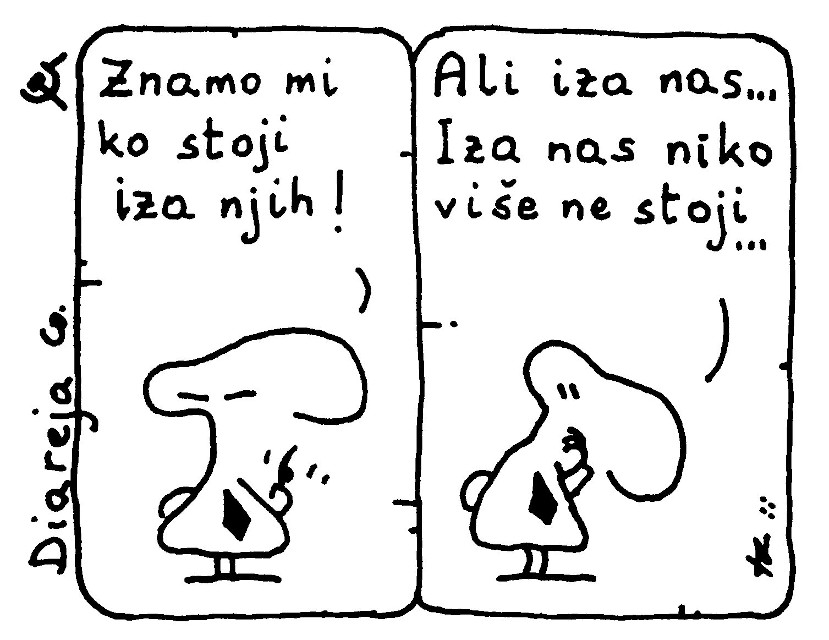 Znamo mi
ko stoji
iza njih!
Ali iza nas...
Iza nas niko
više ne stoji
...
Diareja Co.